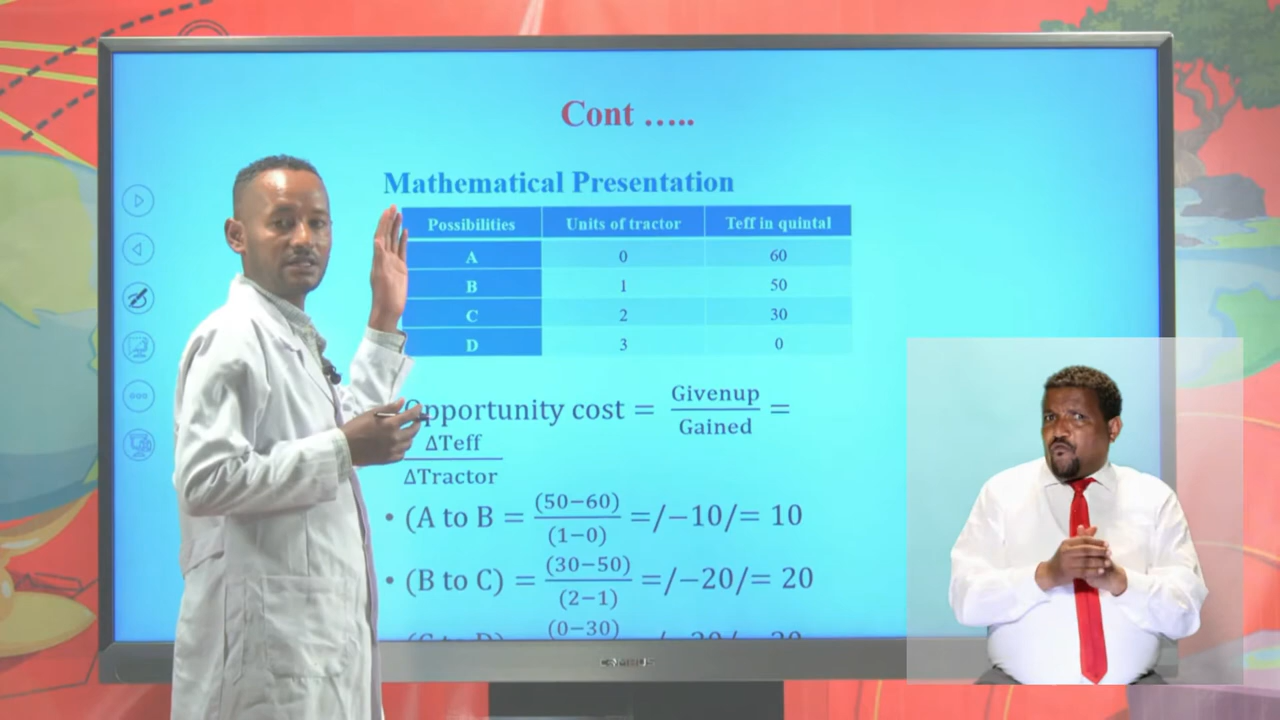 Cont …..
Mathematical Presentation
Possibilities Units of tractor Teff in quintal
A 0 60
B 1 50
C 2 30
D 3 0
Opportunity cost = Givenup/Gained =
ΔTeff/ΔTractor
• (A to B = (50−60)/(1−0) =/−10/= 10
• (B to C) = (30−50)/(2−1) =/−20/= 20
(0−30)